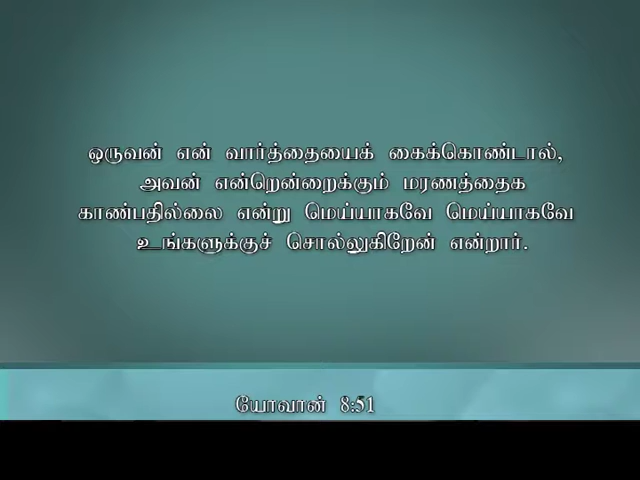 ஒருவன் என் வார்த்தையைக் கைக்கொண்டால்,
அவன் என்றென்றைக்கும் மரணத்தைக
காண்பதில்லை என்று மெய்யாகவே மெய்யாகவே
உங்களுக்குச் சொல்லுகிறேன் என்றார்.
யோவான் 8:51